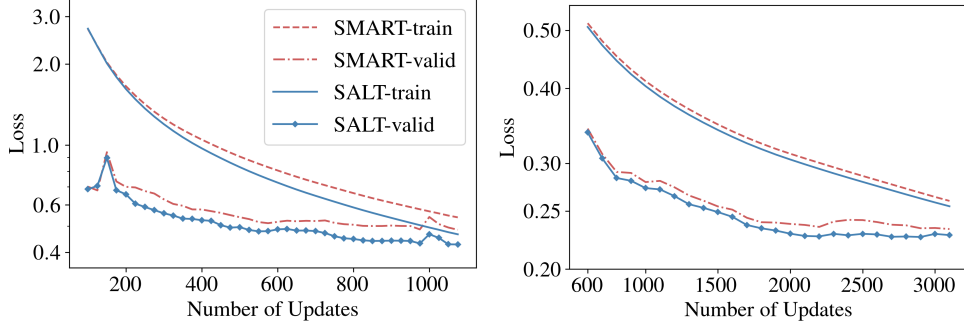 3.0
2.0
1.0
0.6
0.4
Loss
200
400
600
800
1000
Number of Updates
SMART-train
SMART-valid
SALT-train
SALT-valid
0.50
0.40
0.30
0.25
0.20
Loss
600
1000
1500
2000
2500
3000
Number of Updates